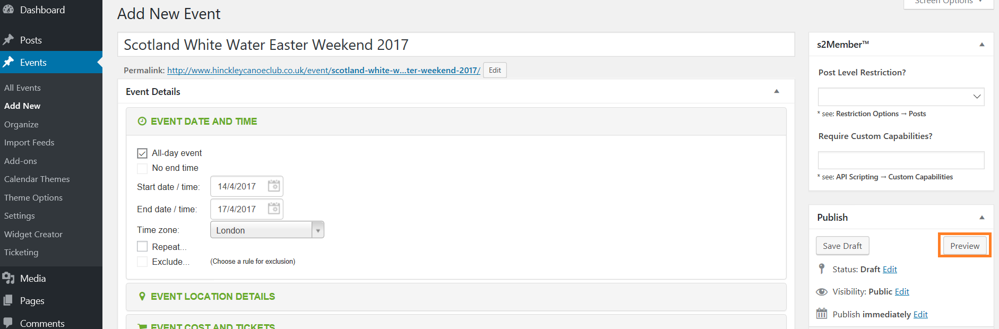 Dashboard
Posts
Events
All Events
Add New
Organize
Import Feeds
Add-ons
Calendar Themes
Theme Options
Settings
Widget Creator
Ticketing
Media
Pages
Comments
Screen Options
Add New Event
Scotland White Water Easter Weekend 2017
Permalink: http://www.hinckleycanoeclub.co.uk/event/scotland-white-w...ter-weekend-2017/ Edit
Event Details
EVENT DATE AND TIME
All-day event
No end time
Start date / time: 14/4/2017
End date / time: 17/4/2017
Time zone: London
Repeat...
Exclude... (Choose a rule for exclusion)
EVENT LOCATION DETAILS
EVENT COST AND TICKETS
s2Member™
Post Level Restriction?
* see: Restriction Options → Posts
Require Custom Capabilities?
* see: API Scripting → Custom Capabilities
Publish
Save Draft Preview
Status: Draft Edit
Visibility: Public Edit
Publish immediately Edit